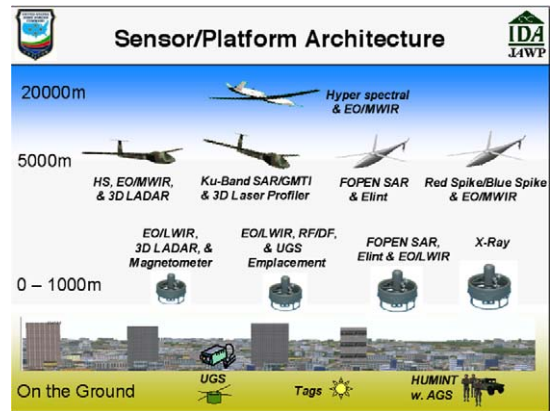 Sensor/Platform Architecture
IDA
J4WP
20000m
Hyper spectral
& EO/MWIR
5000m
HS, EO/MWIR,
& 3D LADAR
Ku-Band SAR/GMTI
& 3D Laser Profiler
FOPEN SAR
& Elint
Red Spike/Blue Spike
& EO/MWIR
EO/LWIR,
3D LADAR, &
Magnetometer
EO/LWIR, RF/DF,
& UGS
Emplacement
FOPEN SAR,
Elint & EO/LWIR
X-Ray
0 – 1000m
UGS
On the Ground
Tags
HUMINT
w. AGS